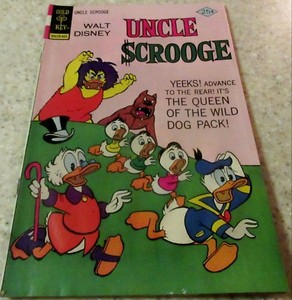 GOLD
KEY
UNCLE SCROOGE
25¢
WALT
DISNEY
UNCLE
$CROOGE
YEEKS! ADVANCE
TO THE REAR! IT'S
THE QUEEN OF
THE WILD
DOG PACK!